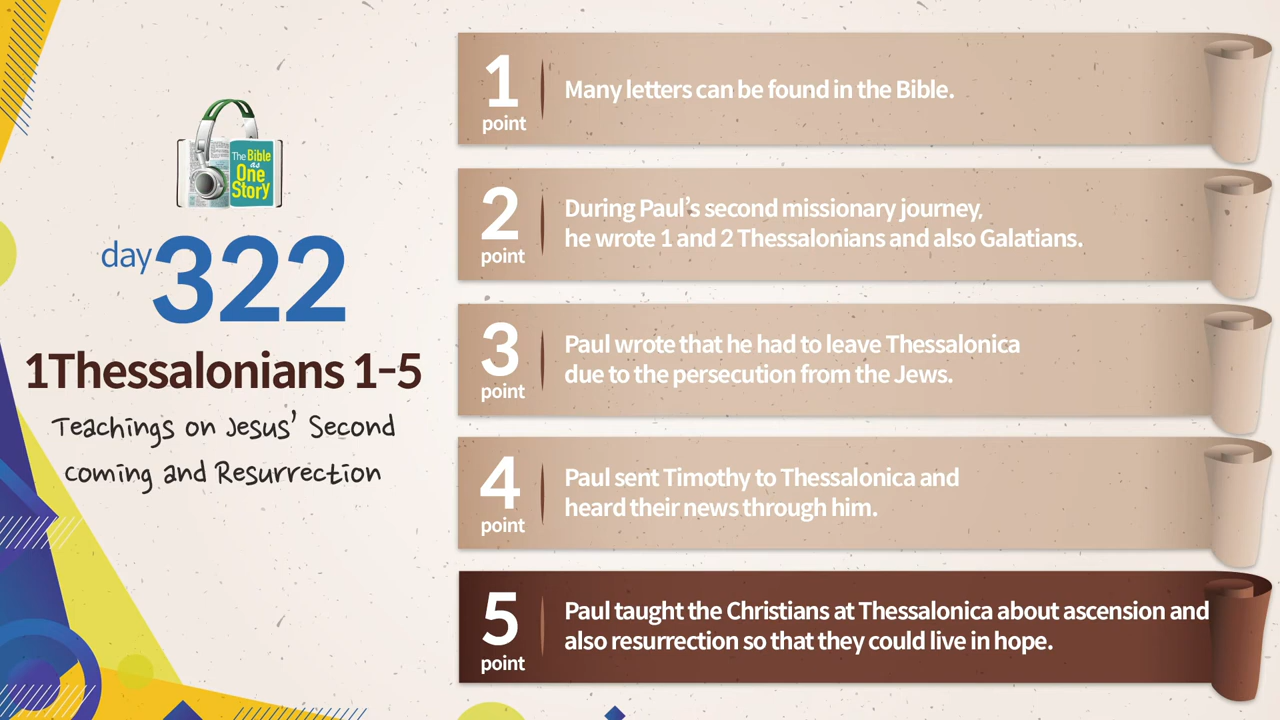 The Bible
as
One
Story
day 322
1Thessalonians 1-5
Teachings on Jesus' Second
Coming and Resurrection
1
point
Many letters can be found in the Bible.
2
point
During Paul's second missionary journey,
he wrote 1 and 2 Thessalonians and also Galatians.
3
point
Paul wrote that he had to leave Thessalonica
due to the persecution from the Jews.
4
point
Paul sent Timothy to Thessalonica and
heard their news through him.
5
point
Paul taught the Christians at Thessalonica about ascension and
also resurrection so that they could live in hope.